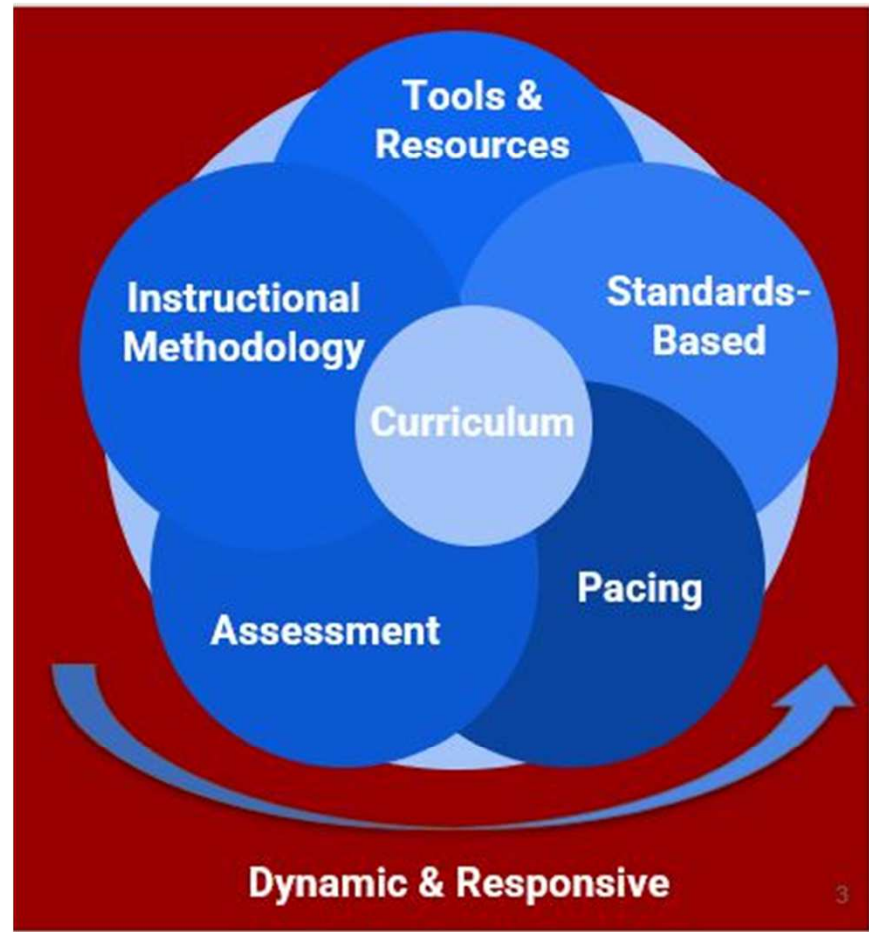 Tools &
Resources
Instructional
Methodology
Standards-
Based
Curriculum
Pacing
Assessment
Dynamic & Responsive
3